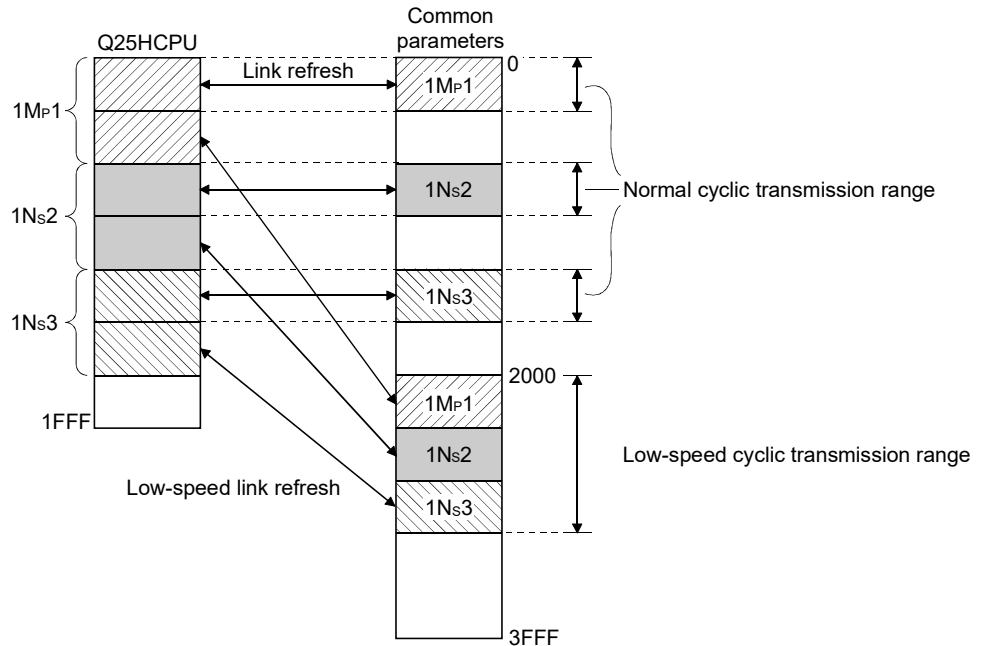 Common
parameters
Q25HCPU
0
Link refresh
1MP1
1MP1
1NS2
Normal cyclic transmission range
1NS2
1NS3
1NS3
2000
1MP1
1FFF
1NS2
Low-speed cyclic transmission range
Low-speed link refresh
1NS3
3FFF